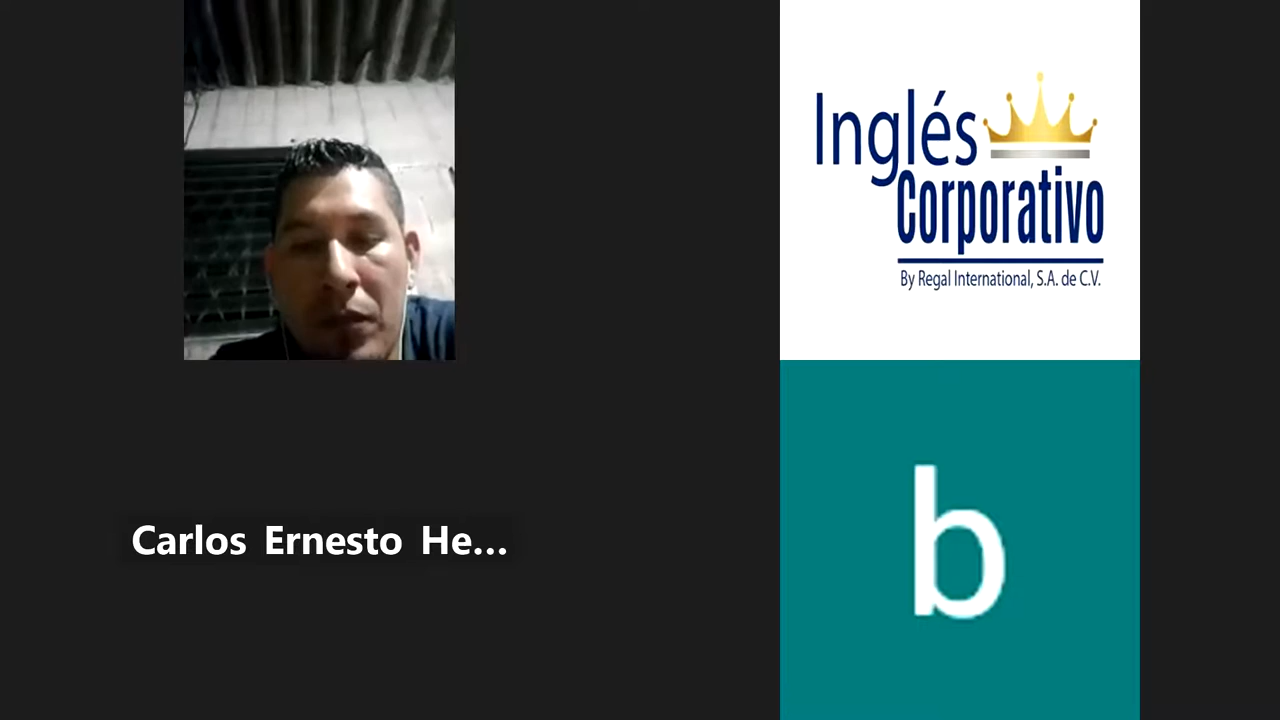 Inglés
Corporativo
By Regal International, S.A. de C.V.
Carlos Ernesto He...
b